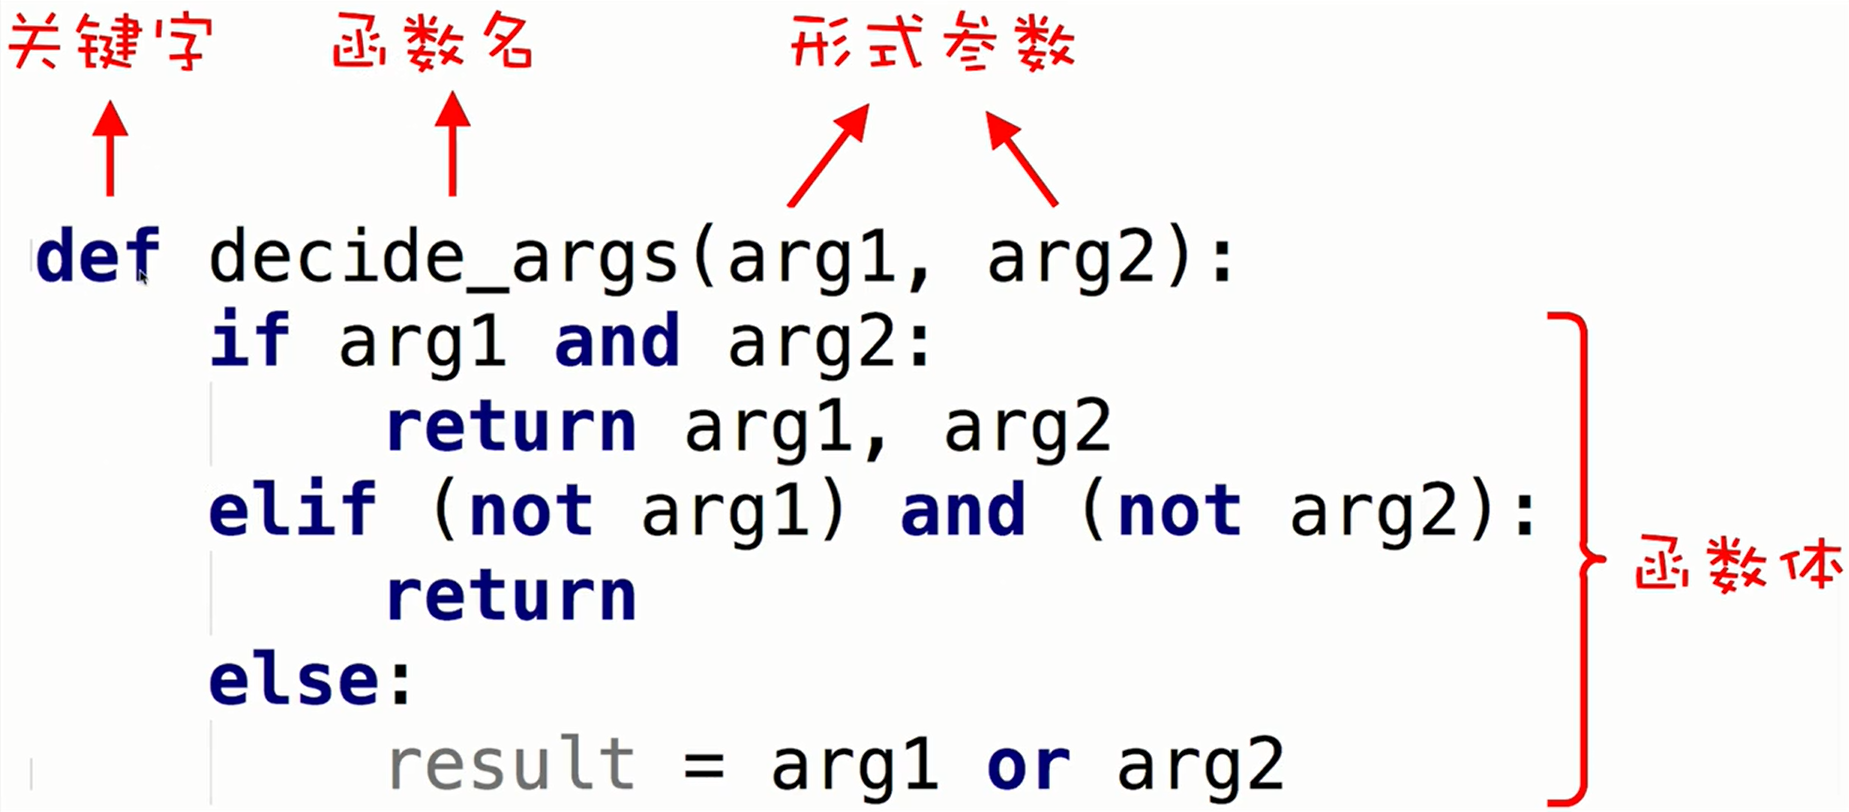 关键字 函数名 形式参数
def decide_args(arg1, arg2):
if arg1 and arg2:
return arg1, arg2
elif (not arg1) and (not arg2):
return
函数体
else:
result = arg1 or arg2